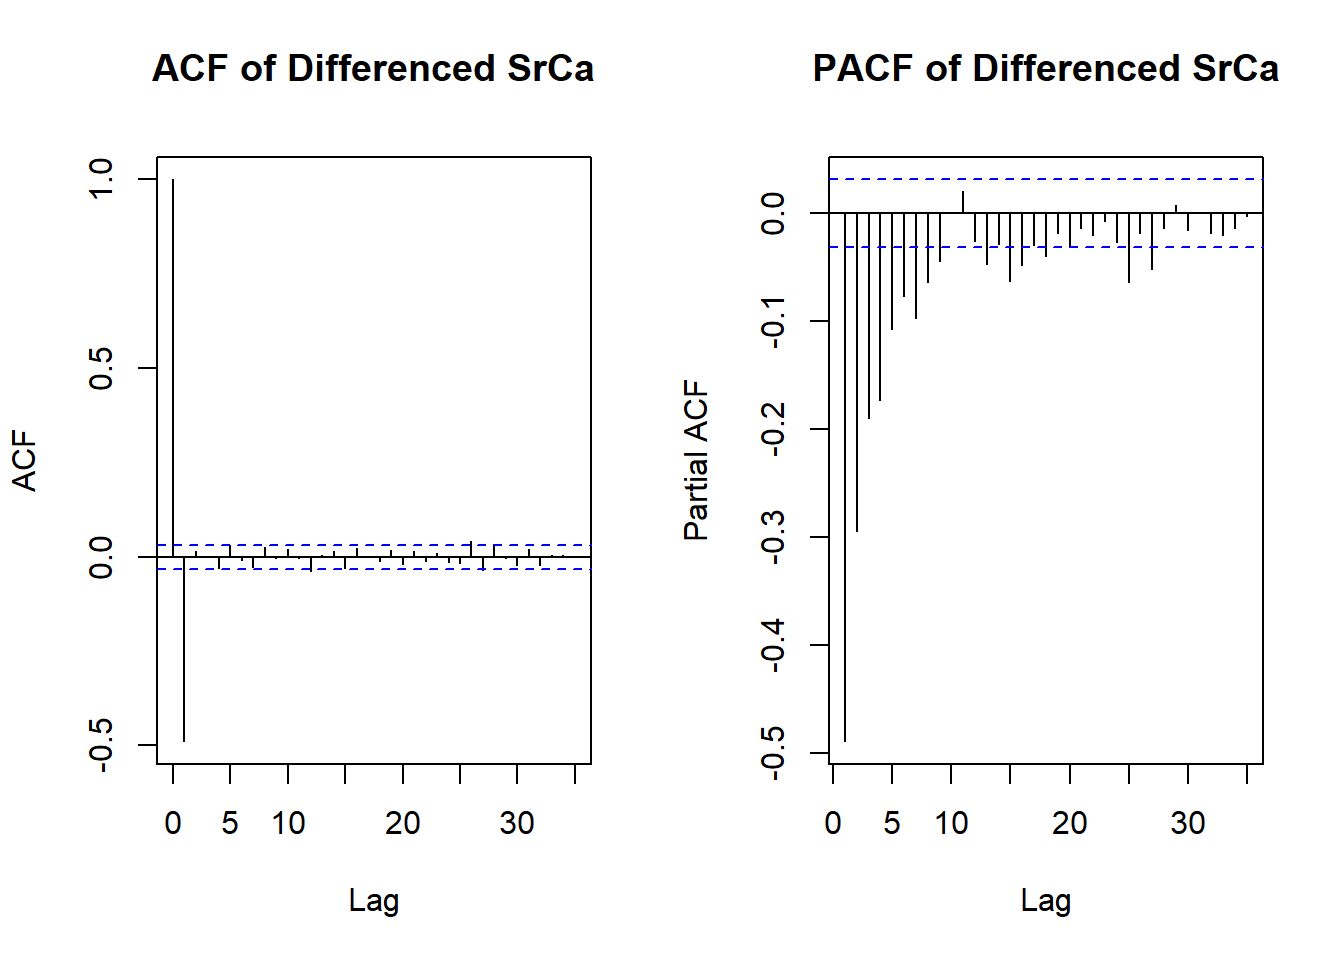 ACF of Differenced SrCa
1.0
0.5
0.0
-0.5
ACF
0 5 10 20 30
Lag
PACF of Differenced SrCa
0.0
-0.1
-0.2
-0.3
-0.4
-0.5
Partial ACF
0 5 10 20 30
Lag